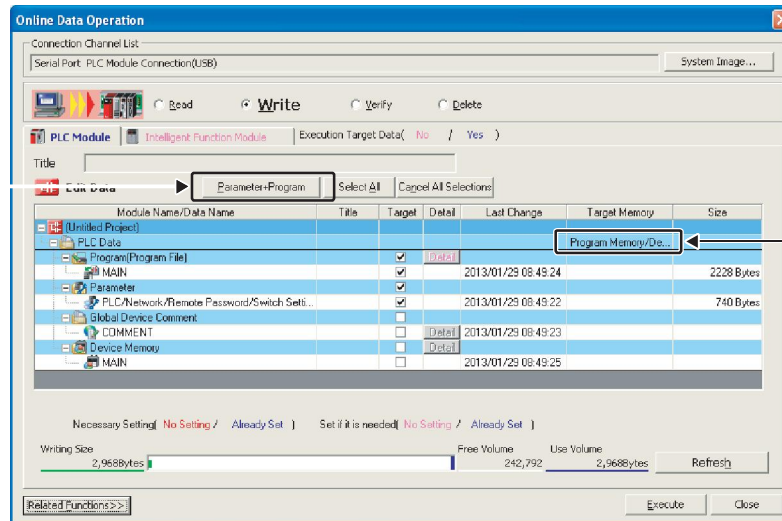 Online Data Operation
Connection Channel List
Serial Port PLC Module Connection(USB)
System Image...
Read Write Verify Delete
PLC Module Intelligent Function Module Execution Target Data( No / Yes )
Title
Edit Data Parameter+Program Select All Cancel All Selections
Module Name/Data Name Title Target Detail Last Change Target Memory Size
(Untitled Project)
PLC Data Program Memory/De...
Program(Program File) Detail
MAIN 2013/01/29 08:49:24 2228 Bytes
Parameter
PLC/Network/Remote Password/Switch Setti... 2013/01/29 08:49:22 740 Bytes
Global Device Comment
COMMENT Detail 2013/01/29 08:49:23
Device Memory Detail
MAIN 2013/01/29 08:49:25
Necessary Setting( No Setting / Already Set ) Set if it is needed( No Setting / Already Set )
Writing Size Free Volume Use Volume
2,968Bytes 242,792 2,968Bytes Refresh
Related Functions>> Execute Close